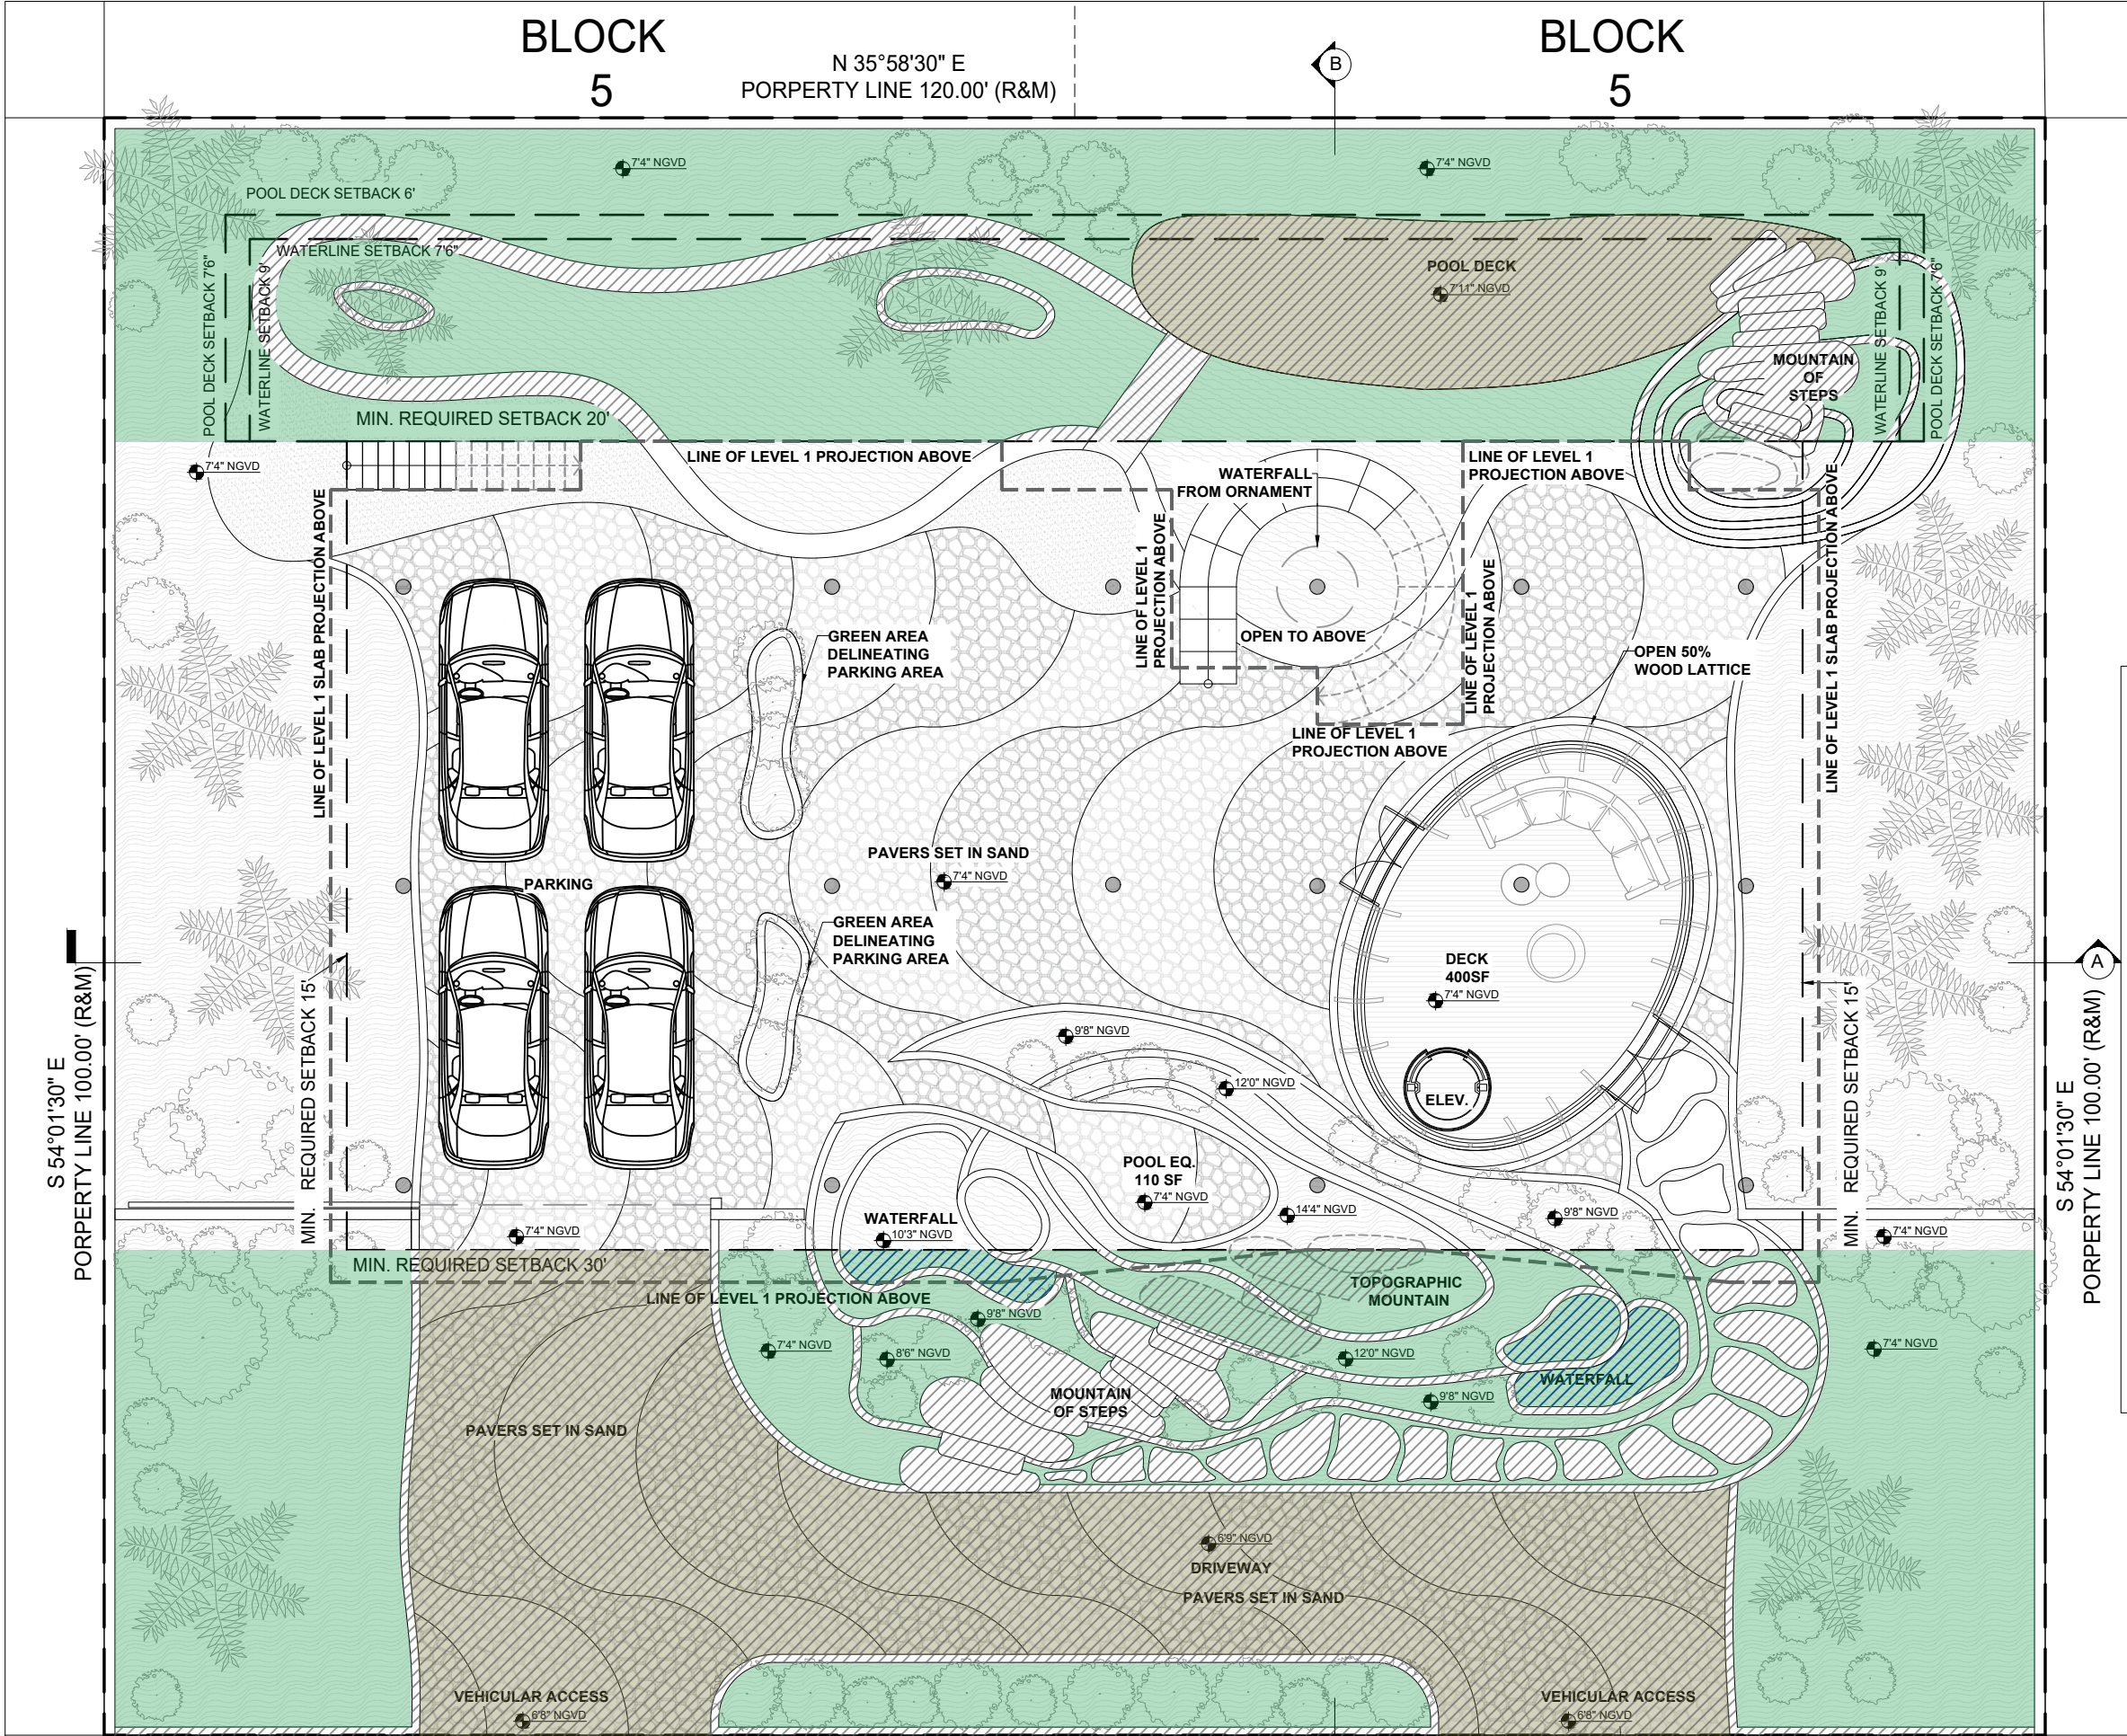 BLOCK
5
N 35°58'30" E
PORPERTY LINE 120.00' (R&M)
B
BLOCK
5
7'4" NGVD
7'4" NGVD
POOL DECK SETBACK 6'
WATERLINE SETBACK 7'6"
POOL DECK SETBACK 7'6"
WATERLINE SETBACK 9'
POOL DECK
7'11" NGVD
MOUNTAIN
OF
STEPS
WATERLINE SETBACK 9'
POOL DECK SETBACK 7'6"
MIN. REQUIRED SETBACK 20'
7'4" NGVD
LINE OF LEVEL 1 PROJECTION ABOVE
WATERFALL
FROM ORNAMENT
LINE OF LEVEL 1
PROJECTION ABOVE
LINE OF LEVEL 1 SLAB PROJECTION ABOVE
LINE OF LEVEL 1
PROJECTION ABOVE
LINE OF LEVEL 1
PROJECTION ABOVE
LINE OF LEVEL 1 SLAB PROJECTION ABOVE
GREEN AREA
DELINEATING
PARKING AREA
OPEN TO ABOVE
OPEN 50%
WOOD LATTICE
LINE OF LEVEL 1
PROJECTION ABOVE
PAVERS SET IN SAND
7'4" NGVD
PARKING
GREEN AREA
DELINEATING
PARKING AREA
DECK
400SF
7'4" NGVD
A
S 54°01'30" E
PORPERTY LINE 100.00' (R&M)
MIN. REQUIRED SETBACK 15'
9'8" NGVD
12'0" NGVD
ELEV.
MIN. REQUIRED SETBACK 15'
S 54°01'30" E
PORPERTY LINE 100.00' (R&M)
POOL EQ.
110 SF
7'4" NGVD
WATERFALL
10'3" NGVD
14'4" NGVD
9'8" NGVD
7'4" NGVD
7'4" NGVD
MIN. REQUIRED SETBACK 30'
LINE OF LEVEL 1 PROJECTION ABOVE
TOPOGRAPHIC
MOUNTAIN
9'8" NGVD
7'4" NGVD
8'6" NGVD
12'0" NGVD
7'4" NGVD
WATERFALL
MOUNTAIN
OF STEPS
9'8" NGVD
PAVERS SET IN SAND
6'9" NGVD
DRIVEWAY
PAVERS SET IN SAND
VEHICULAR ACCESS
6'8" NGVD
VEHICULAR ACCESS
6'8" NGVD